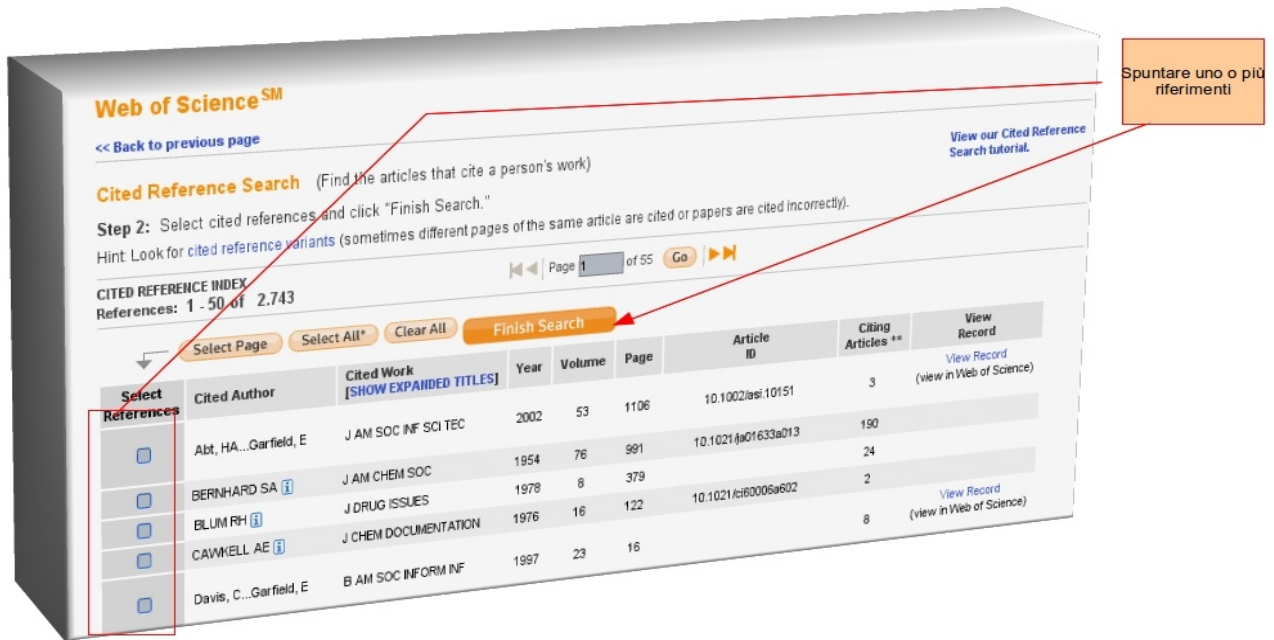 Web of Science SM
<< Back to previous page
View our Cited Reference
Search tutorial.
Cited Reference Search (Find the articles that cite a person's work)
Step 2: Select cited references and click "Finish Search."
Hint: Look for cited reference variants (sometimes different pages of the same article are cited or papers are cited incorrectly).
CITED REFERENCE INDEX
References: 1 - 50 of 2.743
Page 1 of 55 Go
Select Page Select All* Clear All Finish Search
Select References Cited Author Cited Work [SHOW EXPANDED TITLES] Year Volume Page Article ID Citing Articles ** View Record
Abt, HA...Garfield, E J AM SOC INF SCI TEC 2002 53 1106 10.1002/asi.10151 3 View Record (view in Web of Science)
BERNHARD SA J AM CHEM SOC 1954 76 991 10.1021/ja01633a013 190
BLUM RH J DRUG ISSUES 1978 8 379 24
CAWKELL AE J CHEM DOCUMENTATION 1976 16 122 10.1021/ci60006a602 2
Davis, C...Garfield, E B AM SOC INFORM INF 1997 23 16 8 View Record (view in Web of Science)
Spuntare uno o più
riferimenti